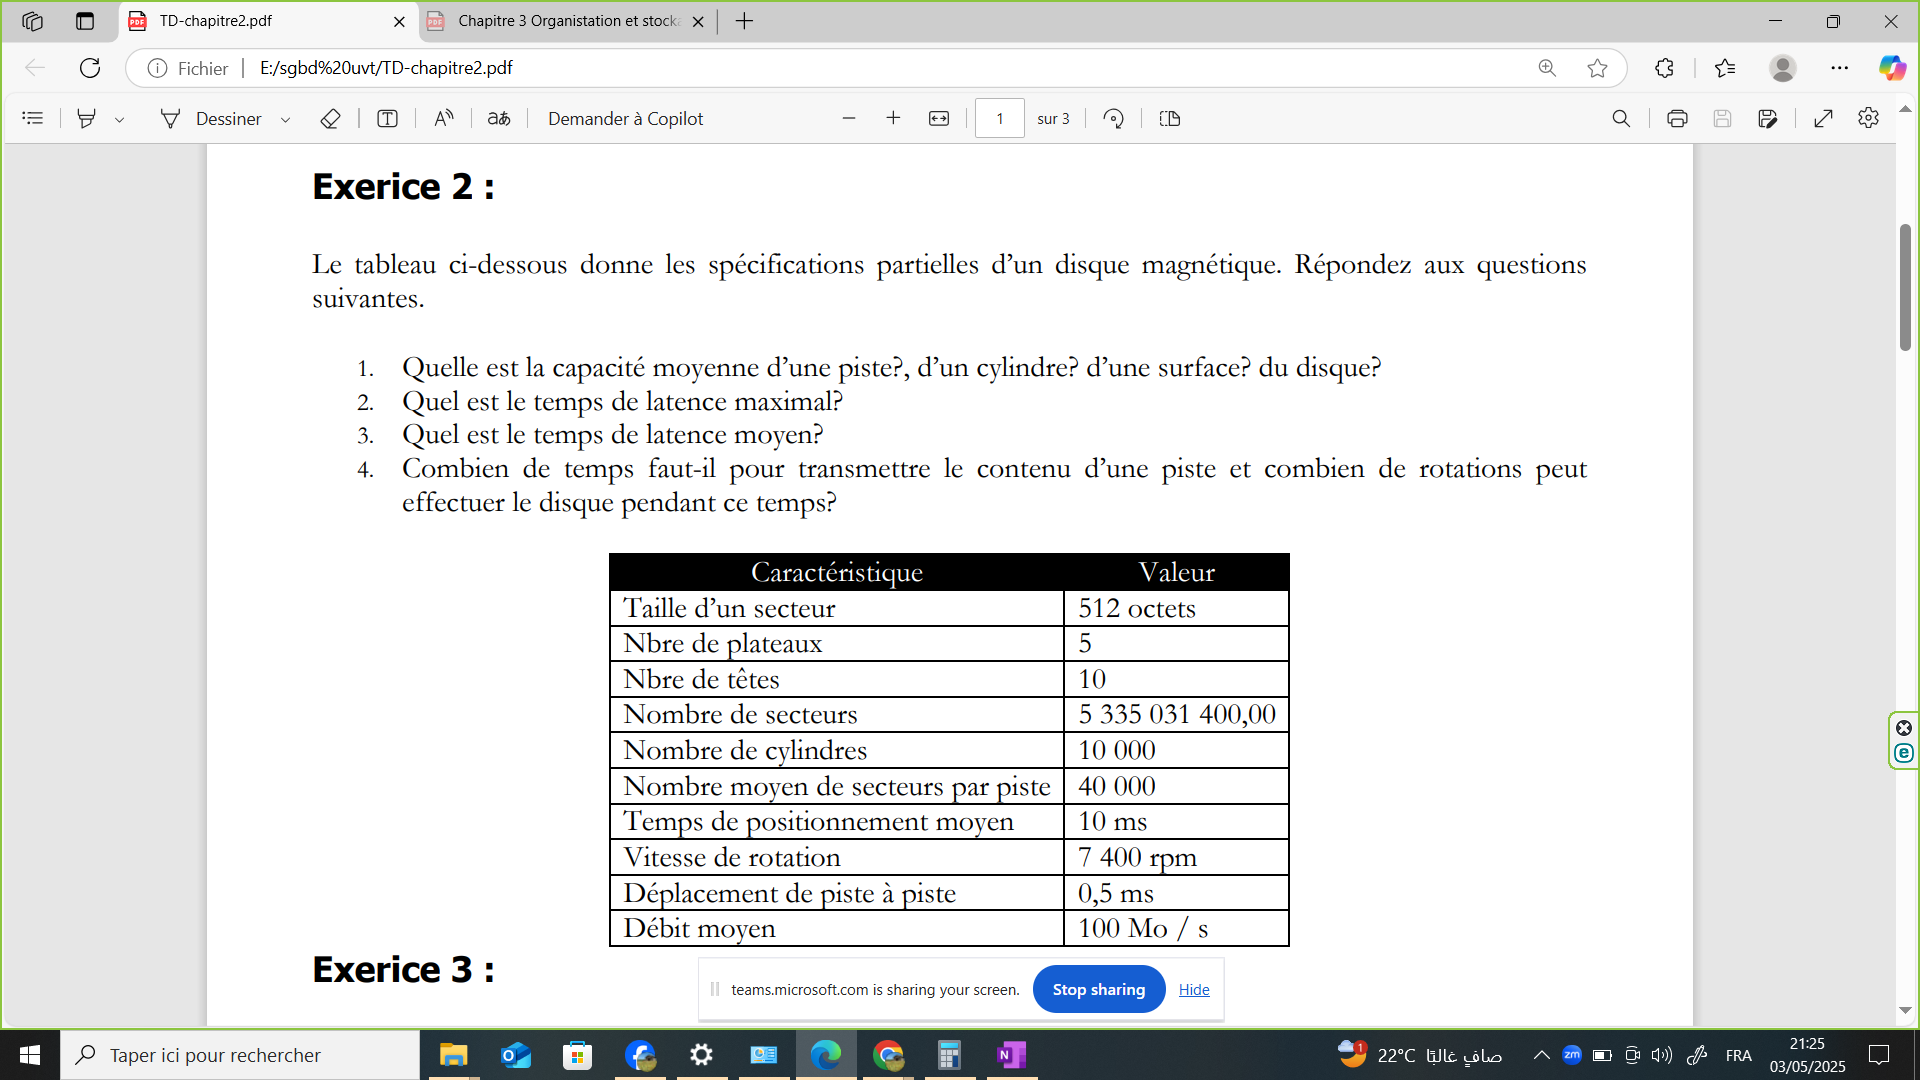 TD-chapitre2.pdf
Chapitre 3 Organistation et stocka
Fichier
E:/sgbd%20uvt/TD-chapitre2.pdf
Dessiner
Demander à Copilot
1
sur 3
Exerice 2 :
Le tableau ci-dessous donne les spécifications partielles d'un disque magnétique. Répondez aux questions
suivantes.
1. Quelle est la capacité moyenne d'une piste?, d'un cylindre? d'une surface? du disque?
2. Quel est le temps de latence maximal?
3. Quel est le temps de latence moyen?
4. Combien de temps faut-il pour transmettre le contenu d'une piste et combien de rotations peut
effectuer le disque pendant ce temps?
Caractéristique Valeur
Taille d'un secteur 512 octets
Nbre de plateaux 5
Nbre de têtes 10
Nombre de secteurs 5 335 031 400,00
Nombre de cylindres 10 000
Nombre moyen de secteurs par piste 40 000
Temps de positionnement moyen 10 ms
Vitesse de rotation 7 400 rpm
Déplacement de piste à piste 0,5 ms
Débit moyen 100 Mo / s
Exerice 3 :
teams.microsoft.com is sharing your screen.
Stop sharing
Hide
Taper ici pour rechercher
22°C صافٍ غالبًا
FRA
21:25
03/05/2025